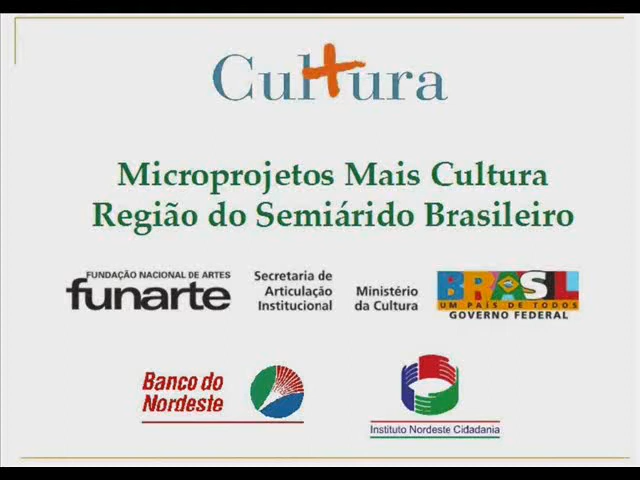 Cultura
Microprojetos Mais Cultura
Região do Semiárido Brasileiro
FUNDAÇÃO NACIONAL DE ARTES
funarte
Secretaria de
Articulação
Institucional
Ministério
da Cultura
BRASIL
UM PAÍS DE TODOS
GOVERNO FEDERAL
Banco do
Nordeste
Instituto Nordeste Cidadania